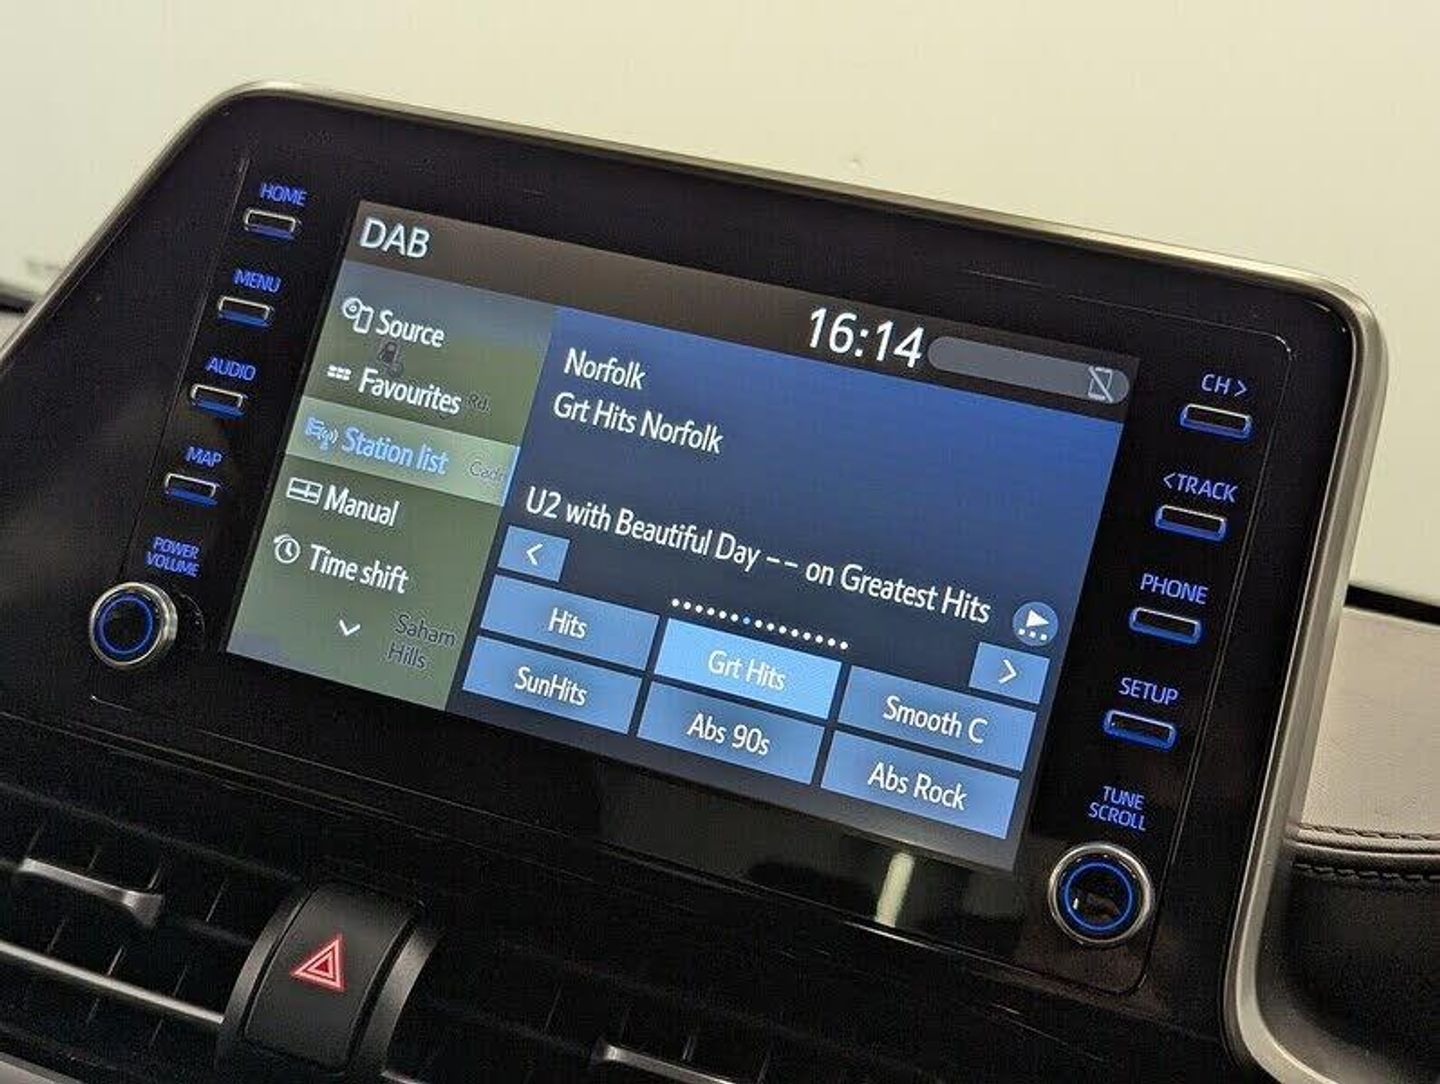 HOME
MENU
AUDIO
MAP
POWER
VOLUME
DAB
16:14
Source
Favourites
Rd.
Station list
Manual
Time shift
Saham
Hills
Norfolk
Grt Hits Norfolk
U2 with Beautiful Day -- on Greatest Hits
<
>
Hits
Grt Hits
Smooth C
SunHits
Abs 90s
Abs Rock
CH >
<TRACK
PHONE
SETUP
TUNE
SCROLL